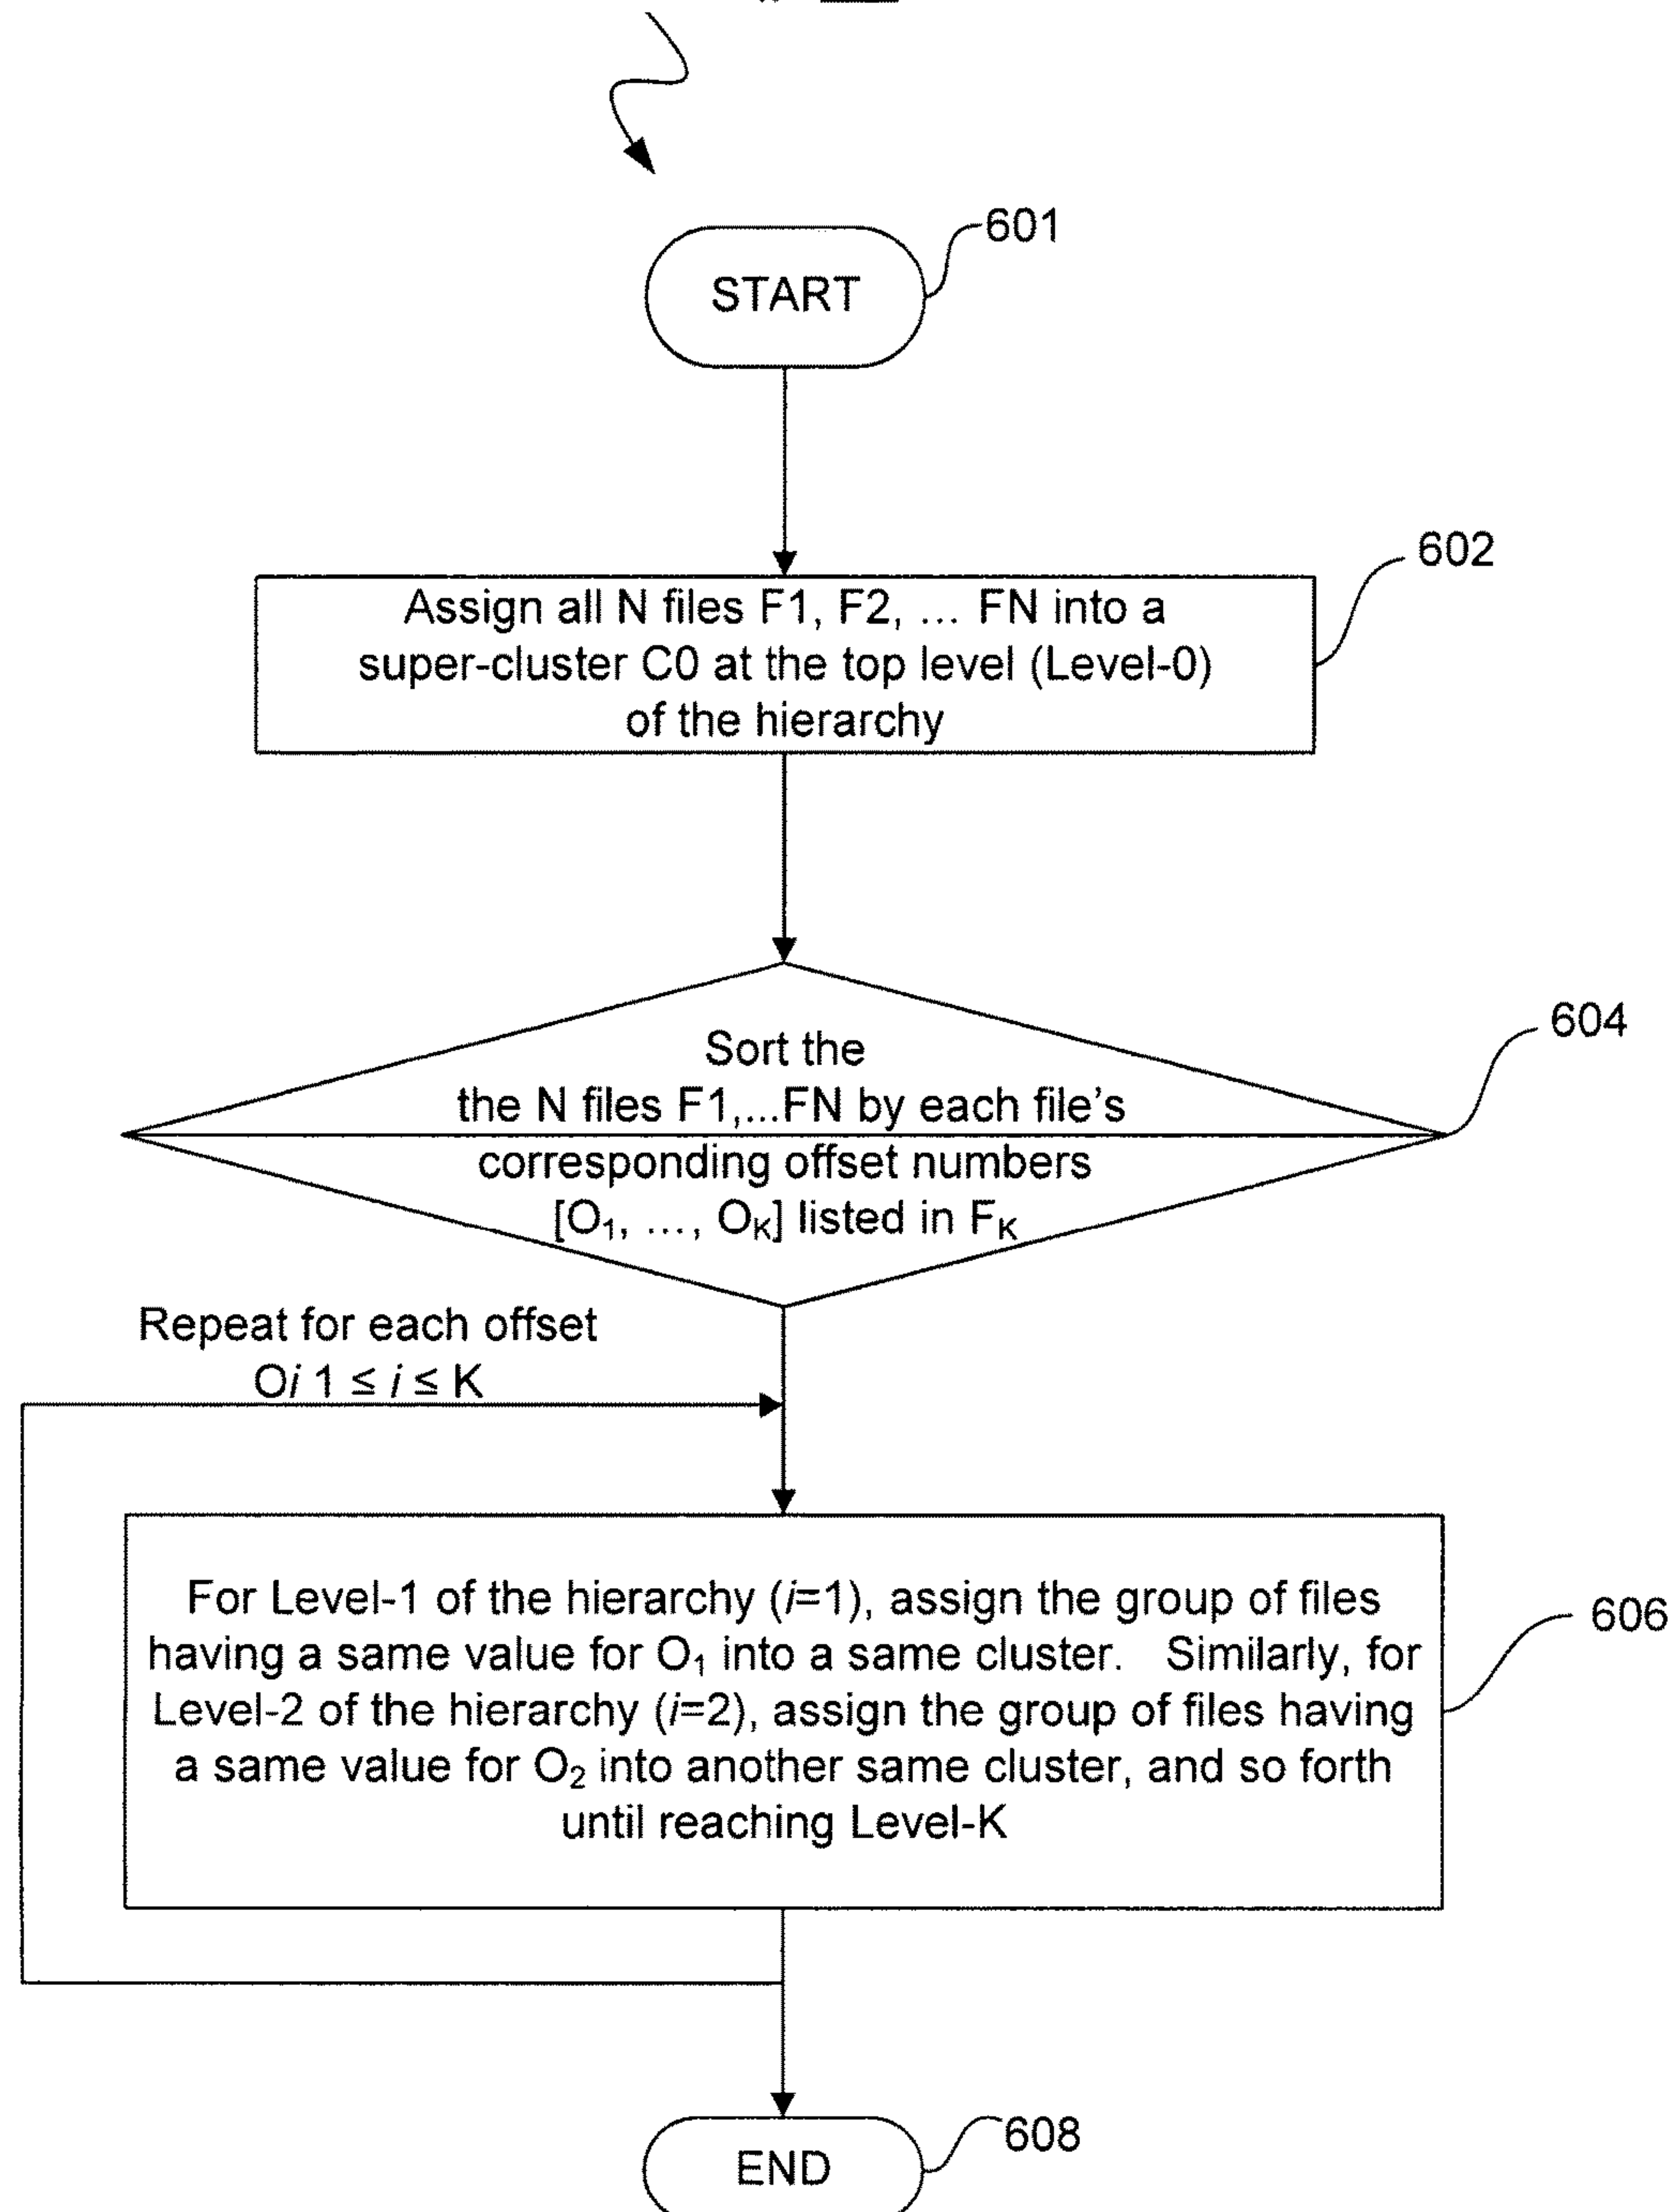 START
601
602
Assign all N files F1, F2, ... FN into a
super-cluster C0 at the top level (Level-0)
of the hierarchy
604
Sort the
the N files F1,...FN by each file's
corresponding offset numbers
[O₁, ..., Oₖ] listed in Fₖ
Repeat for each offset
Oi 1 ≤ i ≤ K
For Level-1 of the hierarchy (i=1), assign the group of files
having a same value for O₁ into a same cluster. Similarly, for
Level-2 of the hierarchy (i=2), assign the group of files having
a same value for O₂ into another same cluster, and so forth
until reaching Level-K
606
END
608